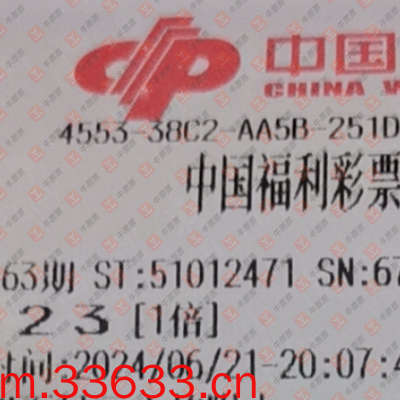 中国
CHINA W
4553-38C2-AA5B-251D
中国福利彩票
63期 ST:51012471 SN:67
2 3 [1倍]
时间:2024/06/21-20:07:4
m.33633.cn